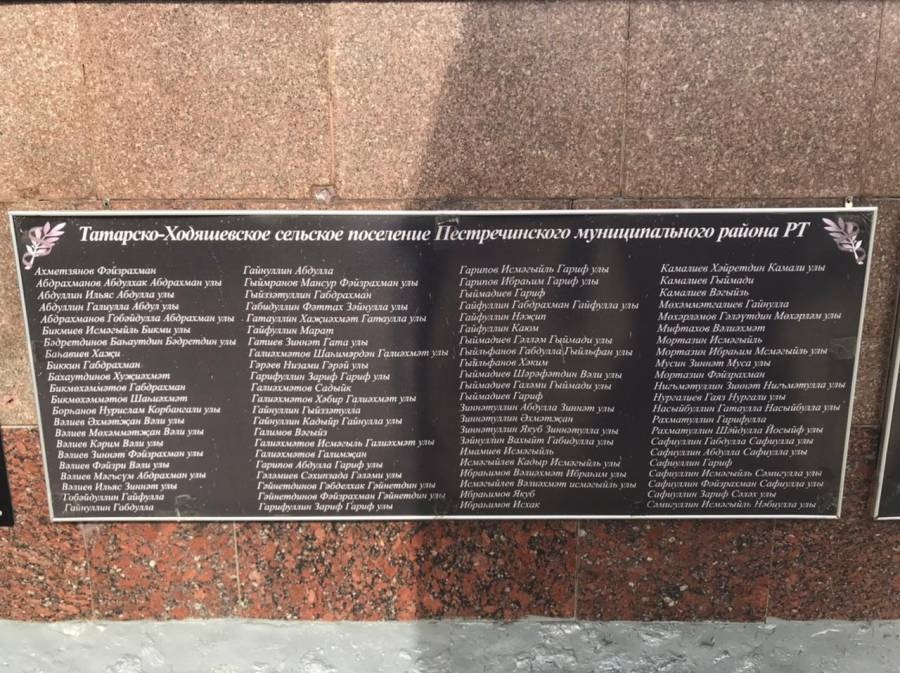 Татарско-Ходяшевское сельское поселение Пестречинского муниципального района РТ
Ахметзянов Фәйзрахман
Абдрахманов Абдулхак Абдрахман улы
Абдуллин Ильяс Абдулла улы
Абдуллин Галиулла Абдул улы
Абдрахманов Гобәйдулла Абдрахман улы
Бикмиев Исмәгыйль Бикми улы
Бәдретдинов Баһаутдин Бәдретдин улы
Баһавиев Хаҗи
Биккин Габдрахман
Бахаутдинов Хуҗиәхмәт
Бикмөхәммәтов Габдрахман
Бикмөхәммәтов Шаһиәхмәт
Борһанов Нурислам Корбангали улы
Вәлиев Әхмәтҗан Вәли улы
Вәлиев Мөхәммәтҗан Вәли улы
Вәлиев Кәрим Вәли улы
Вәлиев Зиннәт Фәйзрахман улы
Вәлиев Фәйзри Вәли улы
Вәлиев Мәгъсум Абдрахман улы
Вәлиев Ильяс Зиннәт улы
Гобәйдуллин Гайфулла
Гайнуллин Габдулла
Гайнуллин Абдулла
Гыймранов Мансур Фәйзрахман улы
Гыйззәтуллин Габдрахман
Габидуллин Фәттах Зәйнулла улы
Гатауллин Хаҗиәхмәт Гатаулла улы
Гайфуллин Марат
Гатиев Зиннәт Гата улы
Галиәхмәтов Шаһимәрдән Галиәхмәт улы
Гәрәев Низами Гәрәй улы
Гарифуллин Зариф Гариф улы
Галиәхмәтов Садыйк
Галиәхмәтов Хәбир Галиәхмәт улы
Гайнуллин Гыйлзәтулла
Гайнуллин Кадыйр Гайнулла улы
Галимов Вәгыйз
Галиәхмәтов Исмәгыль Галиәхмәт улы
Галиәхмәтов Галимҗан
Гарипов Абдулла Гариф улы
Гәләмиев Сәхипзада Гәләми улы
Гәйнетдинов Гәбделхак Гәйнетдин улы
Гәйнетдинов Фәйзрахман Гәйнетдин улы
Гарифуллин Зариф Гариф улы
Гарипов Исмәгыйль Гариф улы
Гарипов Ибраһим Гариф улы
Гыймадиев Гариф
Гайфуллин Габдрахман Гайфулла улы
Гайфуллин Нәҗип
Гайфуллин Каюм
Гыймадиев Гәлләм Гыймади улы
Гыйльфанов Габдулла Гыйльфан улы
Гыйльфанов Хәким
Гыймадиев Шәрәфәтдин Вәли улы
Гыймадиев Галәми Гыймади улы
Гыймадиев Гариф
Зиннәтуллин Абдулла Зиннәт улы
Зиннәтуллин Әхмәтҗан
Зиннәтуллин Якуб Зиннәтулла улы
Зәйнуллин Вахыйт Габидулла улы
Имамиев Исмәгыйль
Исмәгыйлев Кадыр Исмәгыль улы
Ибраһимов Вәлиәхмәт Ибраһим улы
Исмәгыйлев Вәлиәхмәт исмәгыйль улы
Ибраһимов Якуб
Ибраһимов Исхак
Камалиев Хәйретдин Камали улы
Камалиев Гыймади
Камалиев Вәгыйзь
Мөхәммәтгалиев Гайнулла
Мөхәрләмов Гәләутдин Мөхәрләм улы
Мифтахов Вәлиәхмәт
Мортазин Исмәгыйль
Мортазин Ибраһим Исмәгыйль улы
Мусин Зиннәт Муса улы
Мортазин Фәйзрахман
Нигъмәтуллин Зиннәт Нигъмәтулла улы
Нургалиев Гаяз Нургали улы
Насыйбуллин Гатаулла Насыйбулла улы
Рахматуллин Гарифулла
Рахматуллин Шәйдулла Йосыйф улы
Сафиуллин Габдулла Сафиулла улы
Сафиуллин Абдулла Сафиулла улы
Сафиуллин Гариф
Сафиуллин Исмәгыйль Сәмигулла улы
Сафиуллин Фәйзрахман Сафиулла улы
Сафиуллин Зариф Сәләх улы
Сәмигуллин Исмәгыйль Нәбиулла улы